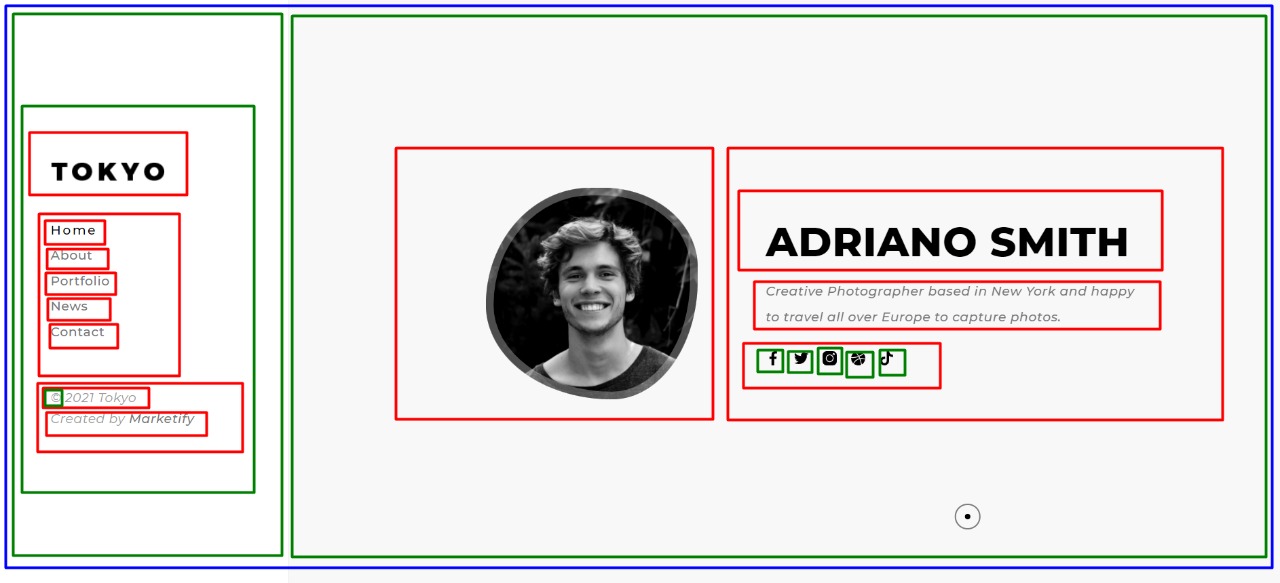 TOKYO
Home
About
Portfolio
News
Contact
© 2021 Tokyo
Created by Marketify
ADRIANO SMITH
Creative Photographer based in New York and happy
to travel all over Europe to capture photos.